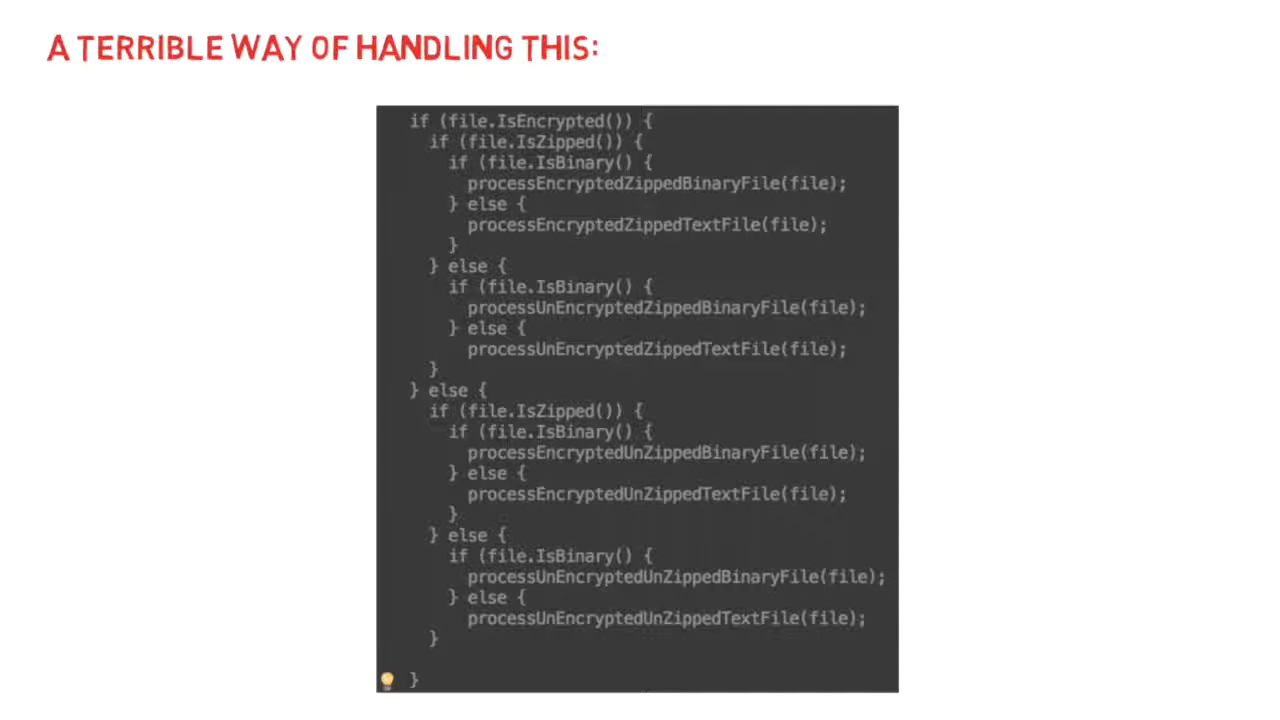 A TERRIBLE WAY OF HANDLING THIS:
if (file.IsEncrypted()) {
if (file.IsZipped()) {
if (file.IsBinary() {
processEncryptedZippedBinaryFile(file);
} else {
processEncryptedZippedTextFile(file);
}
} else {
if (file.IsBinary() {
processUnEncryptedZippedBinaryFile(file);
} else {
processUnEncryptedZippedTextFile(file);
}
} else {
if (file.IsZipped()) {
if (file.IsBinary() {
processEncryptedUnZippedBinaryFile(file);
} else {
processEncryptedUnZippedTextFile(file);
}
} else {
if (file.IsBinary() {
processUnEncryptedUnZippedBinaryFile(file);
} else {
processUnEncryptedUnZippedTextFile(file);
}
}